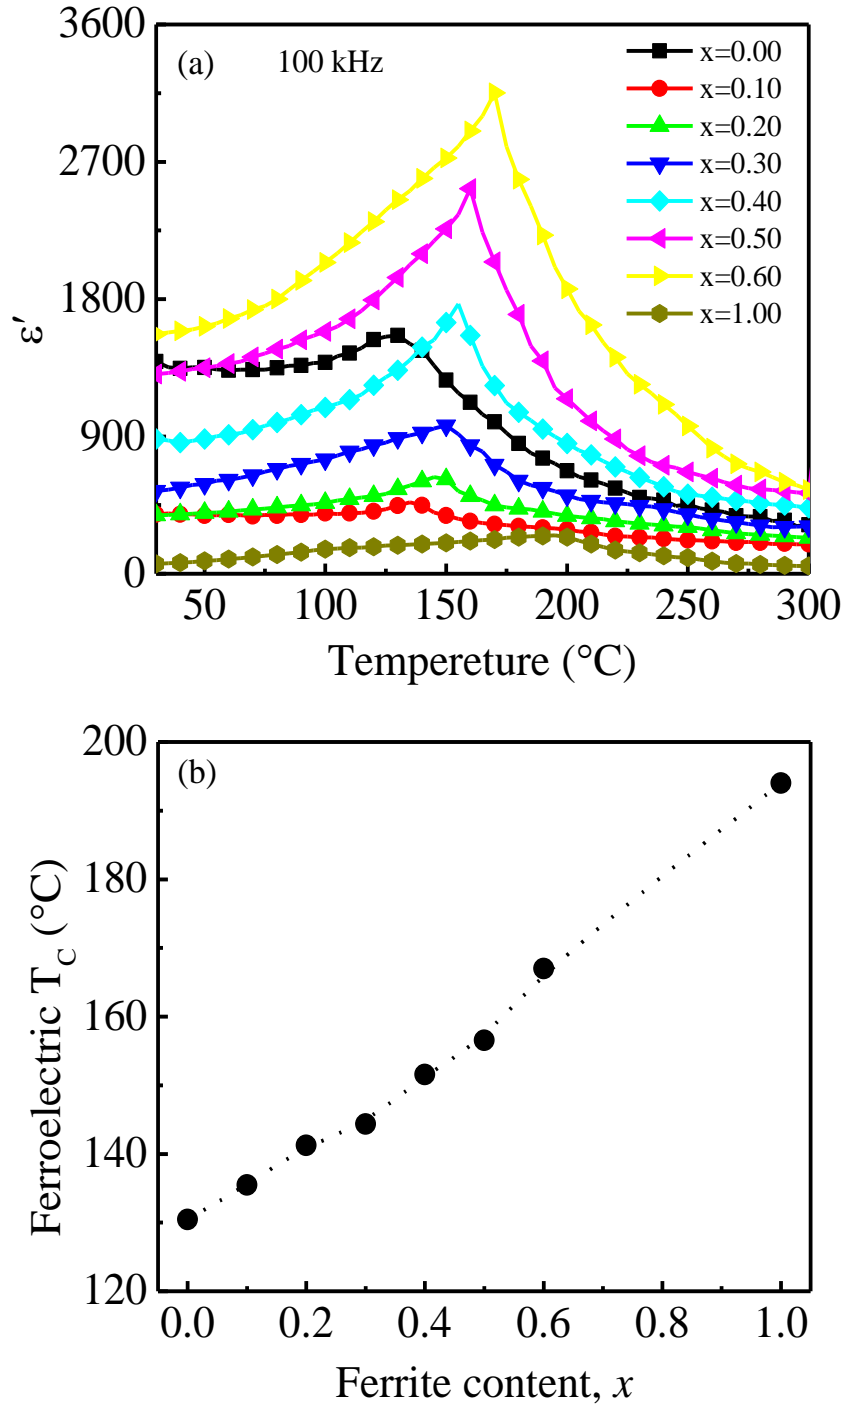 3600
(a)
100 kHz
x=0.00
x=0.10
x=0.20
x=0.30
x=0.40
x=0.50
x=0.60
x=1.00
2700
1800
900
0
ε′
50
100
150
200
250
300
Tempereture (°C)
200
(b)
180
160
140
120
Ferroelectric T_C (°C)
0.0
0.2
0.4
0.6
0.8
1.0
Ferrite content, x